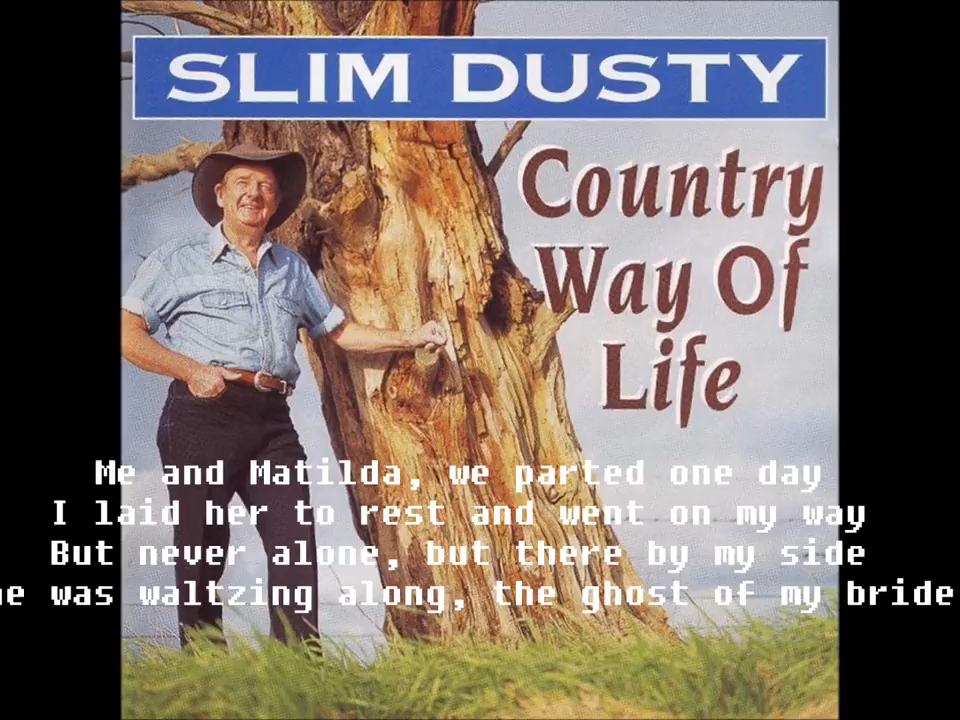 SLIM DUSTY
Country
Way Of
Life
Me and Matilda, we parted one day
I laid her to rest and went on my way
But never alone, but there by my side
was waltzing along, the ghost of my bride